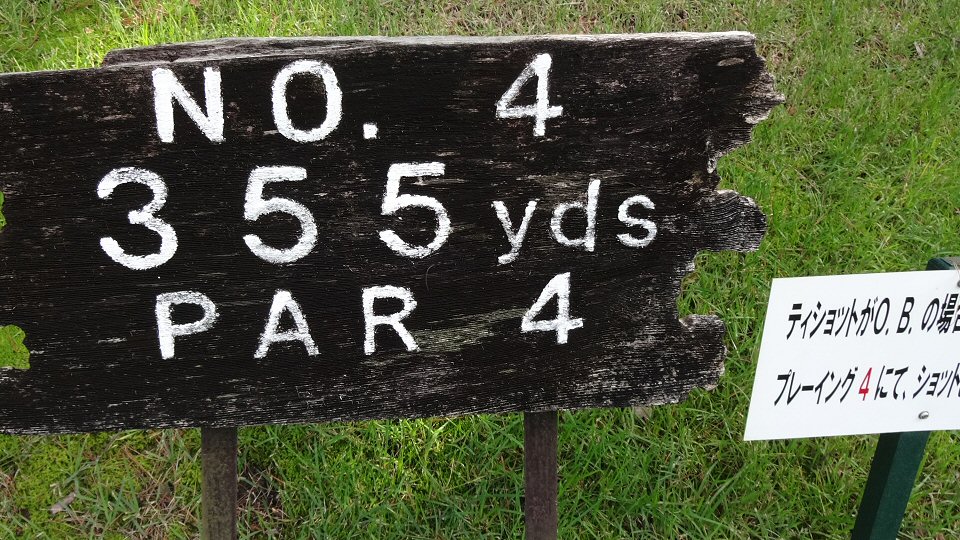 NO. 4
355 yds
PAR 4
ティショットがO. B. の場合
プレーイング 4 にて、ショット